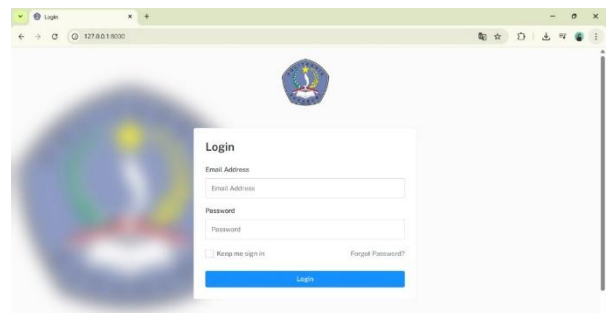 Login
127.0.0.1:8000
Login
Email Address
Email Address
Password
Password
Keep me sign in
Forgot Password?
Login